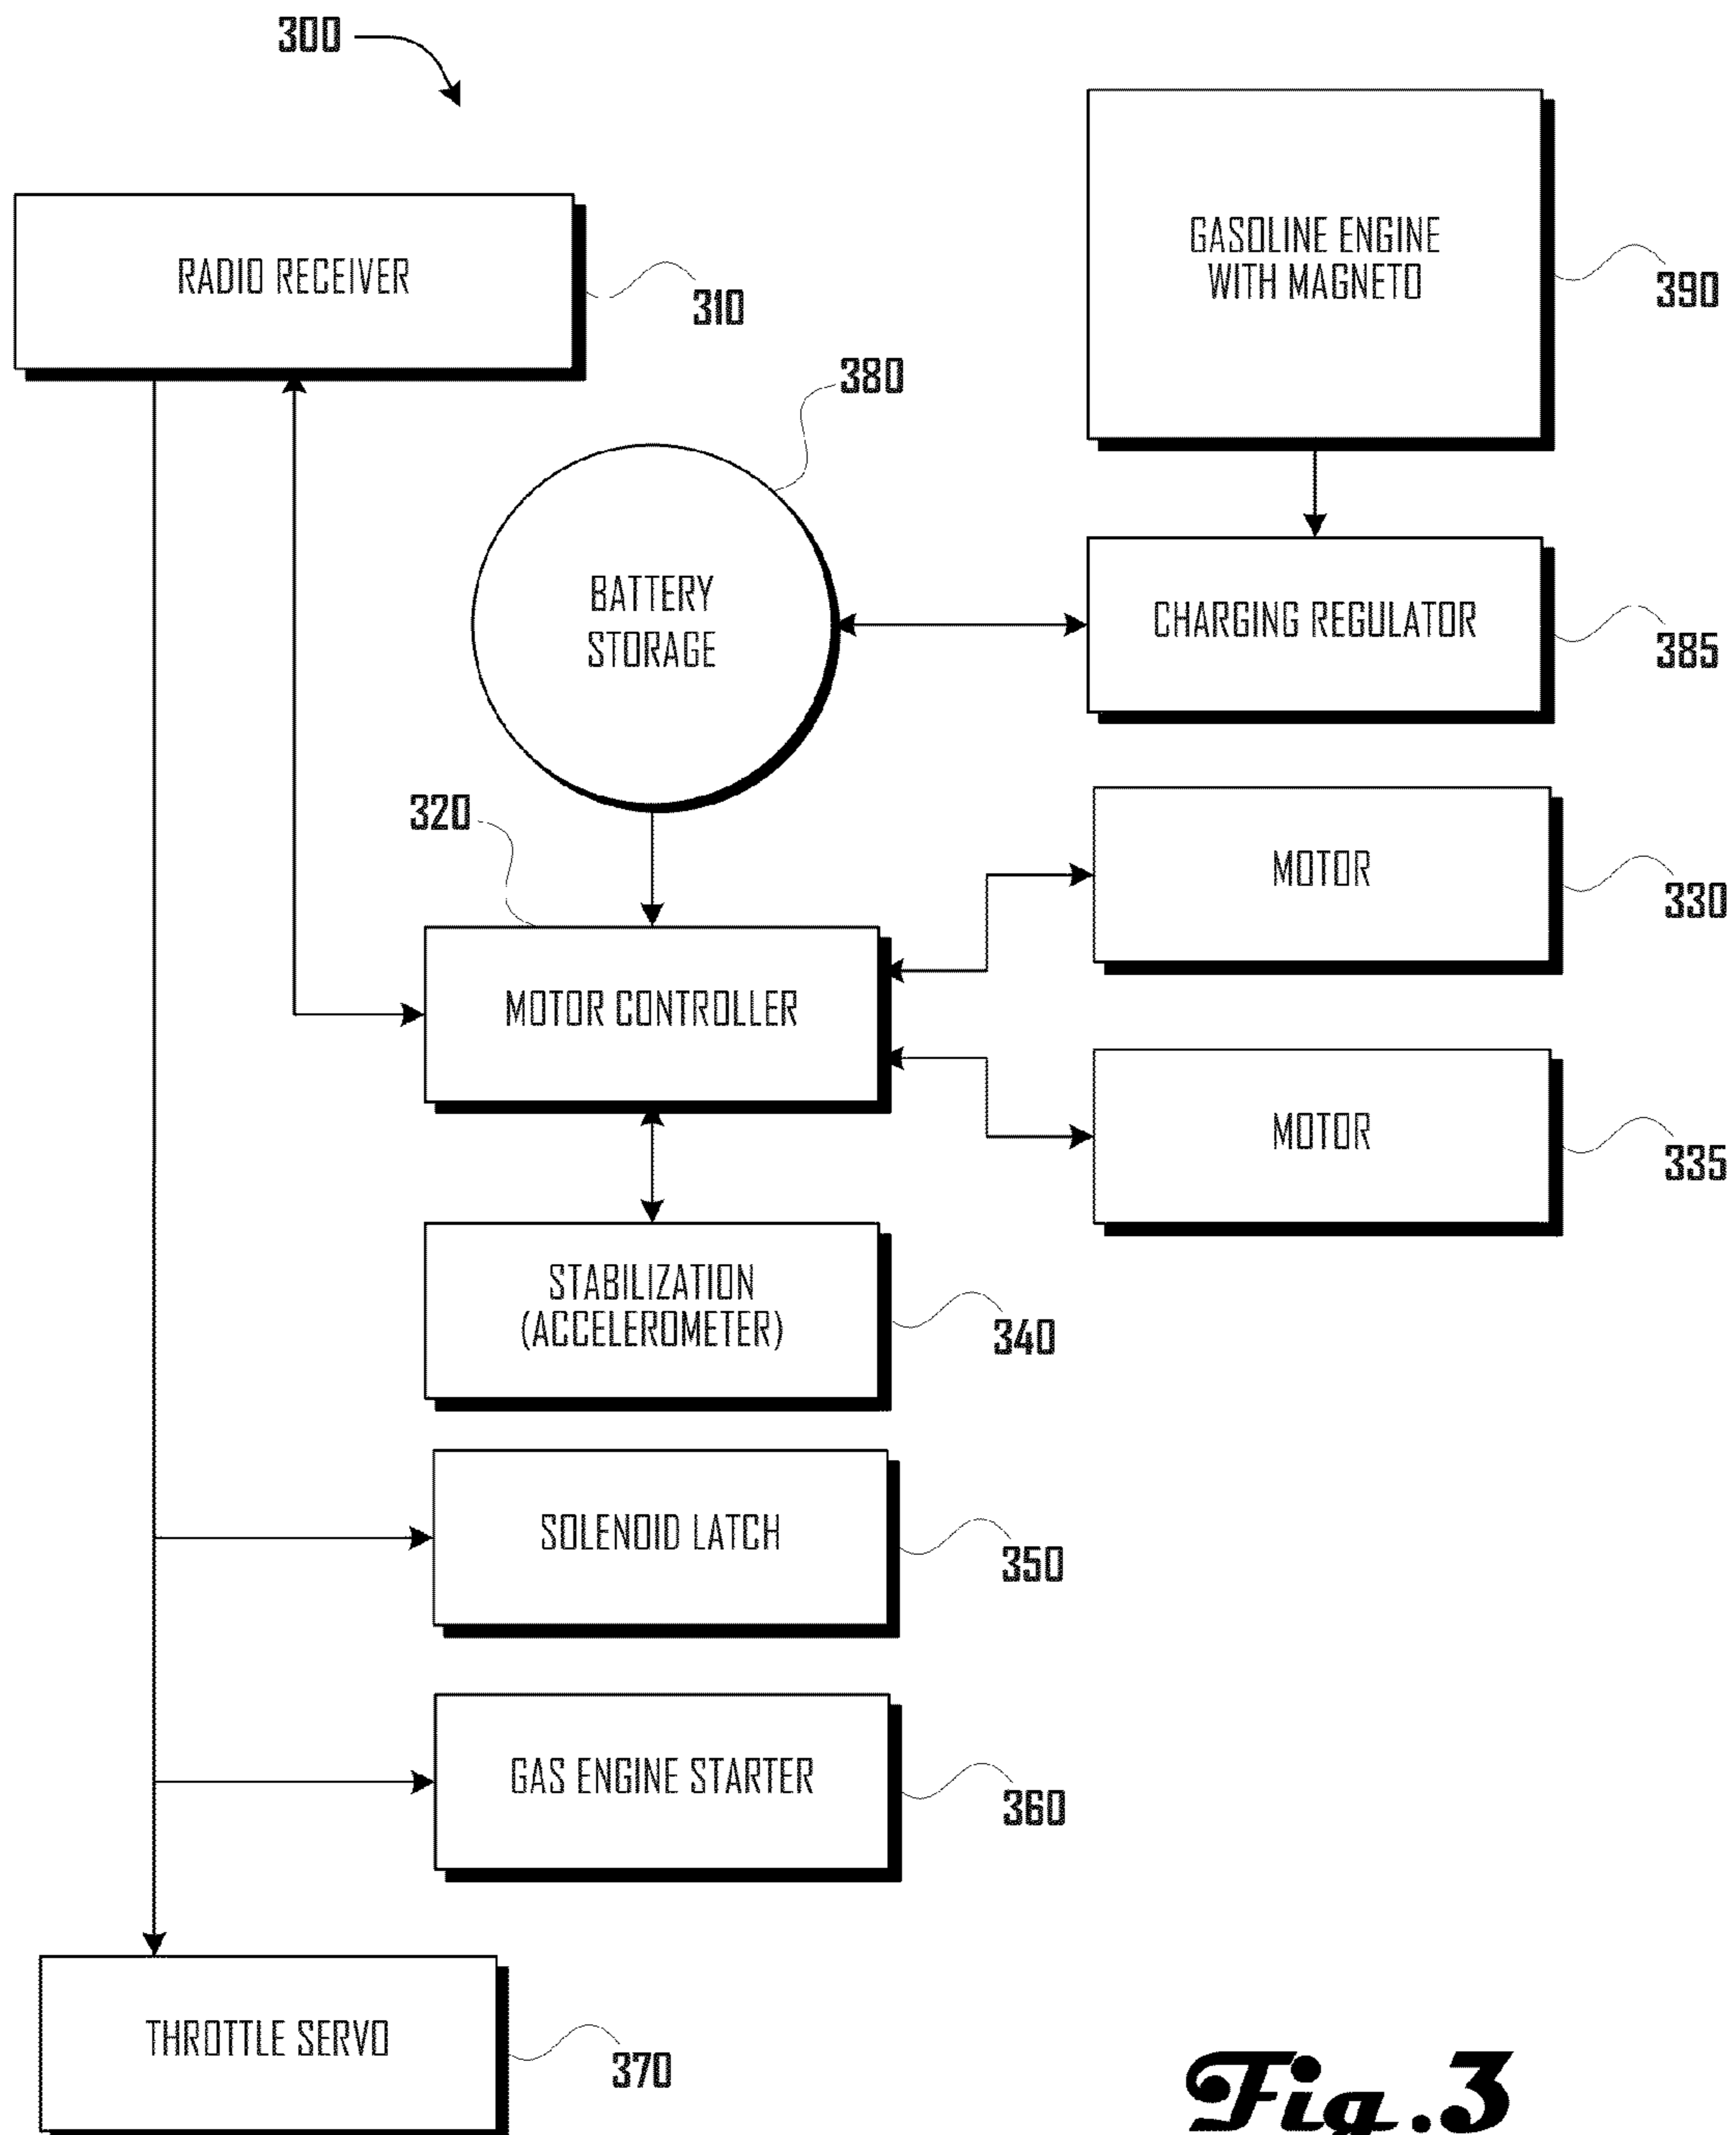 300
RADIO RECEIVER
310
GASOLINE ENGINE
WITH MAGNETO
390
380
BATTERY
STORAGE
CHARGING REGULATOR
385
320
MOTOR
330
MOTOR CONTROLLER
MOTOR
335
STABILIZATION
(ACCELEROMETER)
340
SOLENOID LATCH
350
GAS ENGINE STARTER
360
THROTTLE SERVO
370
Fig.3